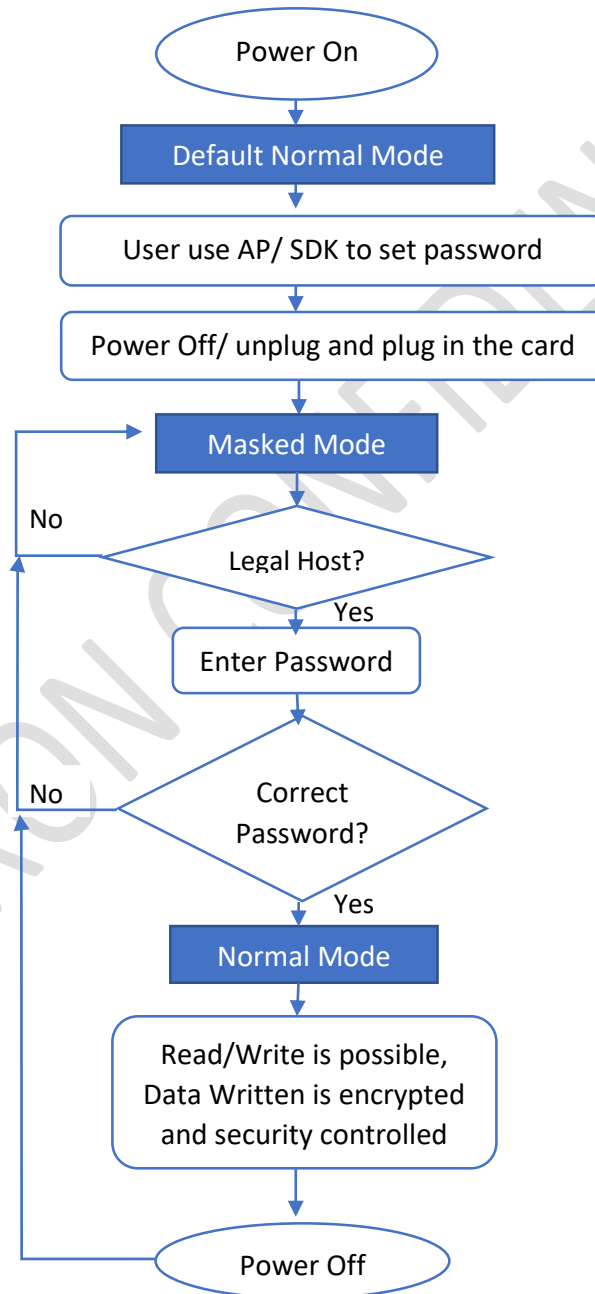 Power On
Default Normal Mode
User use AP/ SDK to set password
Power Off/ unplug and plug in the card
Masked Mode
No
Legal Host?
Yes
Enter Password
No
Correct
Password?
Yes
Normal Mode
Read/Write is possible,
Data Written is encrypted
and security controlled
Power Off